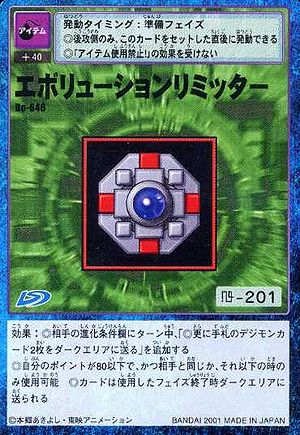 発動タイミング：準備フェイズ
アイテム
◎後攻側のみ、このカードをセットした直後に発動できる
◎「アイテム使用禁止」の効果を受けない
+40
エボリューションリミッター
Bo-646
-201
効果：◎相手の進化条件欄にターン中、「◎更に手札のデジモンカー
ド2枚をダークエリアに送る」を追加する
◎自分のポイントが80以下で、かつ相手と同じか、それ以下の時の
み使用可能　◎カードは使用したフェイズ終了時ダークエリアに
送られる
©本郷あきよし・東映アニメーション
BANDAI 2001 MADE IN JAPAN